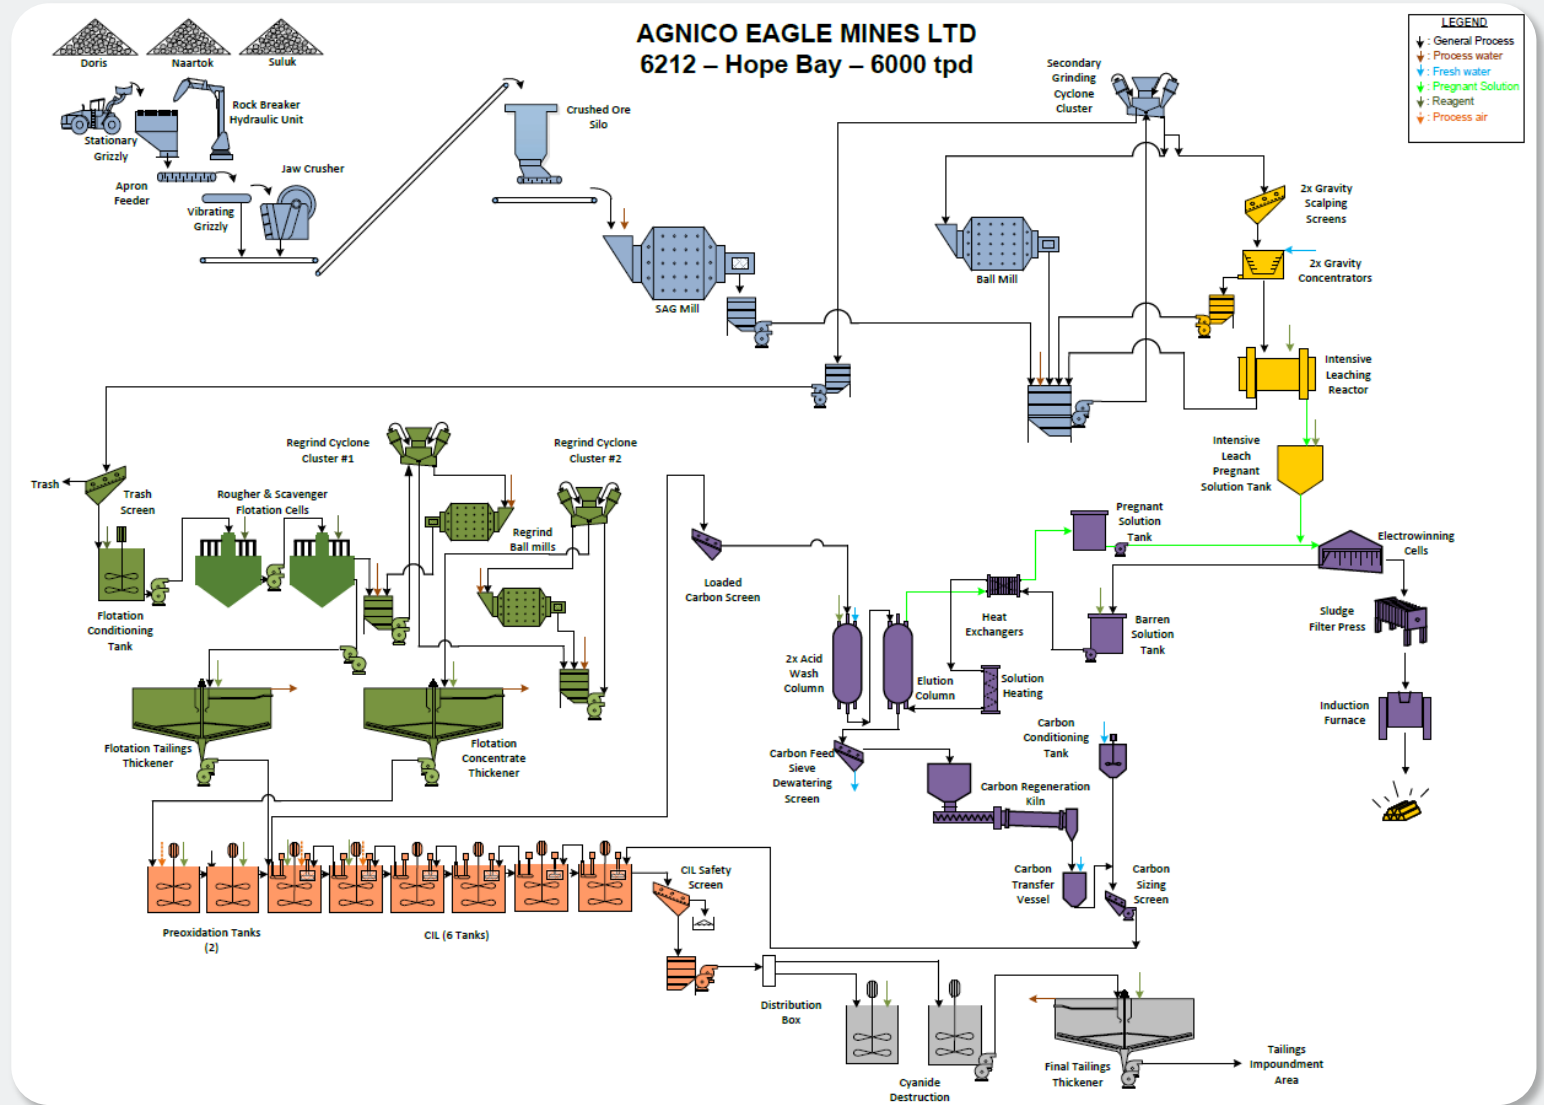 AGNICO EAGLE MINES LTD
6212 – Hope Bay – 6000 tpd
LEGEND
: General Process
: Process water
: Fresh water
: Pregnant Solution
: Reagent
: Process air
Doris
Naartok
Suluk
Rock Breaker
Hydraulic Unit
Stationary
Grizzly
Apron
Feeder
Vibrating
Grizzly
Jaw Crusher
Crushed Ore
Silo
SAG Mill
Secondary
Grinding
Cyclone
Cluster
Ball Mill
2x Gravity
Scalping
Screens
2x Gravity
Concentrators
Intensive
Leaching
Reactor
Intensive
Leach
Pregnant
Solution Tank
Trash
Trash
Screen
Rougher & Scavenger
Flotation Cells
Regrind Cyclone
Cluster #1
Regrind Cyclone
Cluster #2
Regrind
Ball mills
Flotation
Conditioning
Tank
Flotation Tailings
Thickener
Flotation
Concentrate
Thickener
Loaded
Carbon Screen
Pregnant
Solution
Tank
Electrowinning
Cells
Heat
Exchangers
Barren
Solution
Tank
Sludge
Filter Press
2x Acid
Wash
Column
Elution
Column
Solution
Heating
Induction
Furnace
Carbon Feed
Sieve
Dewatering
Screen
Carbon
Conditioning
Tank
Carbon Regeneration
Kiln
Carbon
Transfer
Vessel
Carbon
Sizing
Screen
Preoxidation Tanks
(2)
CIL (6 Tanks)
CIL Safety
Screen
Distribution
Box
Cyanide
Destruction
Final Tailings
Thickener
Tailings
Impoundment
Area